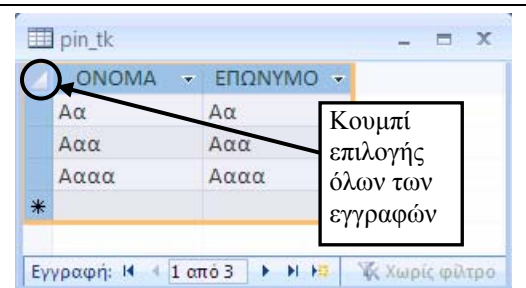 pin_tk
ΟΝΟΜΑ ΕΠΩΝΥΜΟ
Αα Αα
Ααα Ααα
Αααα Αααα
Κουμπί
επιλογής
όλων των
εγγραφών
Εγγραφή: 1 από 3 Χωρίς φίλτρο